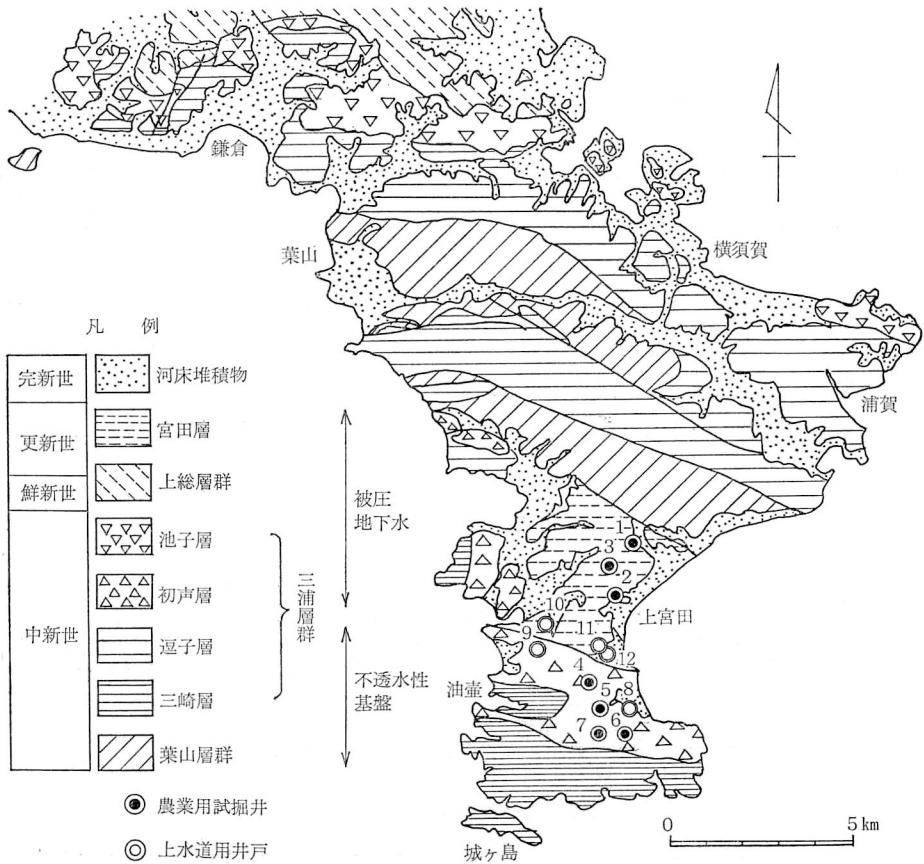 鎌倉
葉山
横須賀
浦賀
上宮田
油壷
城ヶ島
1
3
2
10
9
11
12
4
8
5
7
6
凡 例
完新世
更新世
鮮新世
中新世
河床堆積物
宮田層
上総層群
池子層
初声層
逗子層
三崎層
葉山層群
三浦層群
被圧
地下水
不透水性
基盤
農業用試掘井
上水道用井戸
0 5km